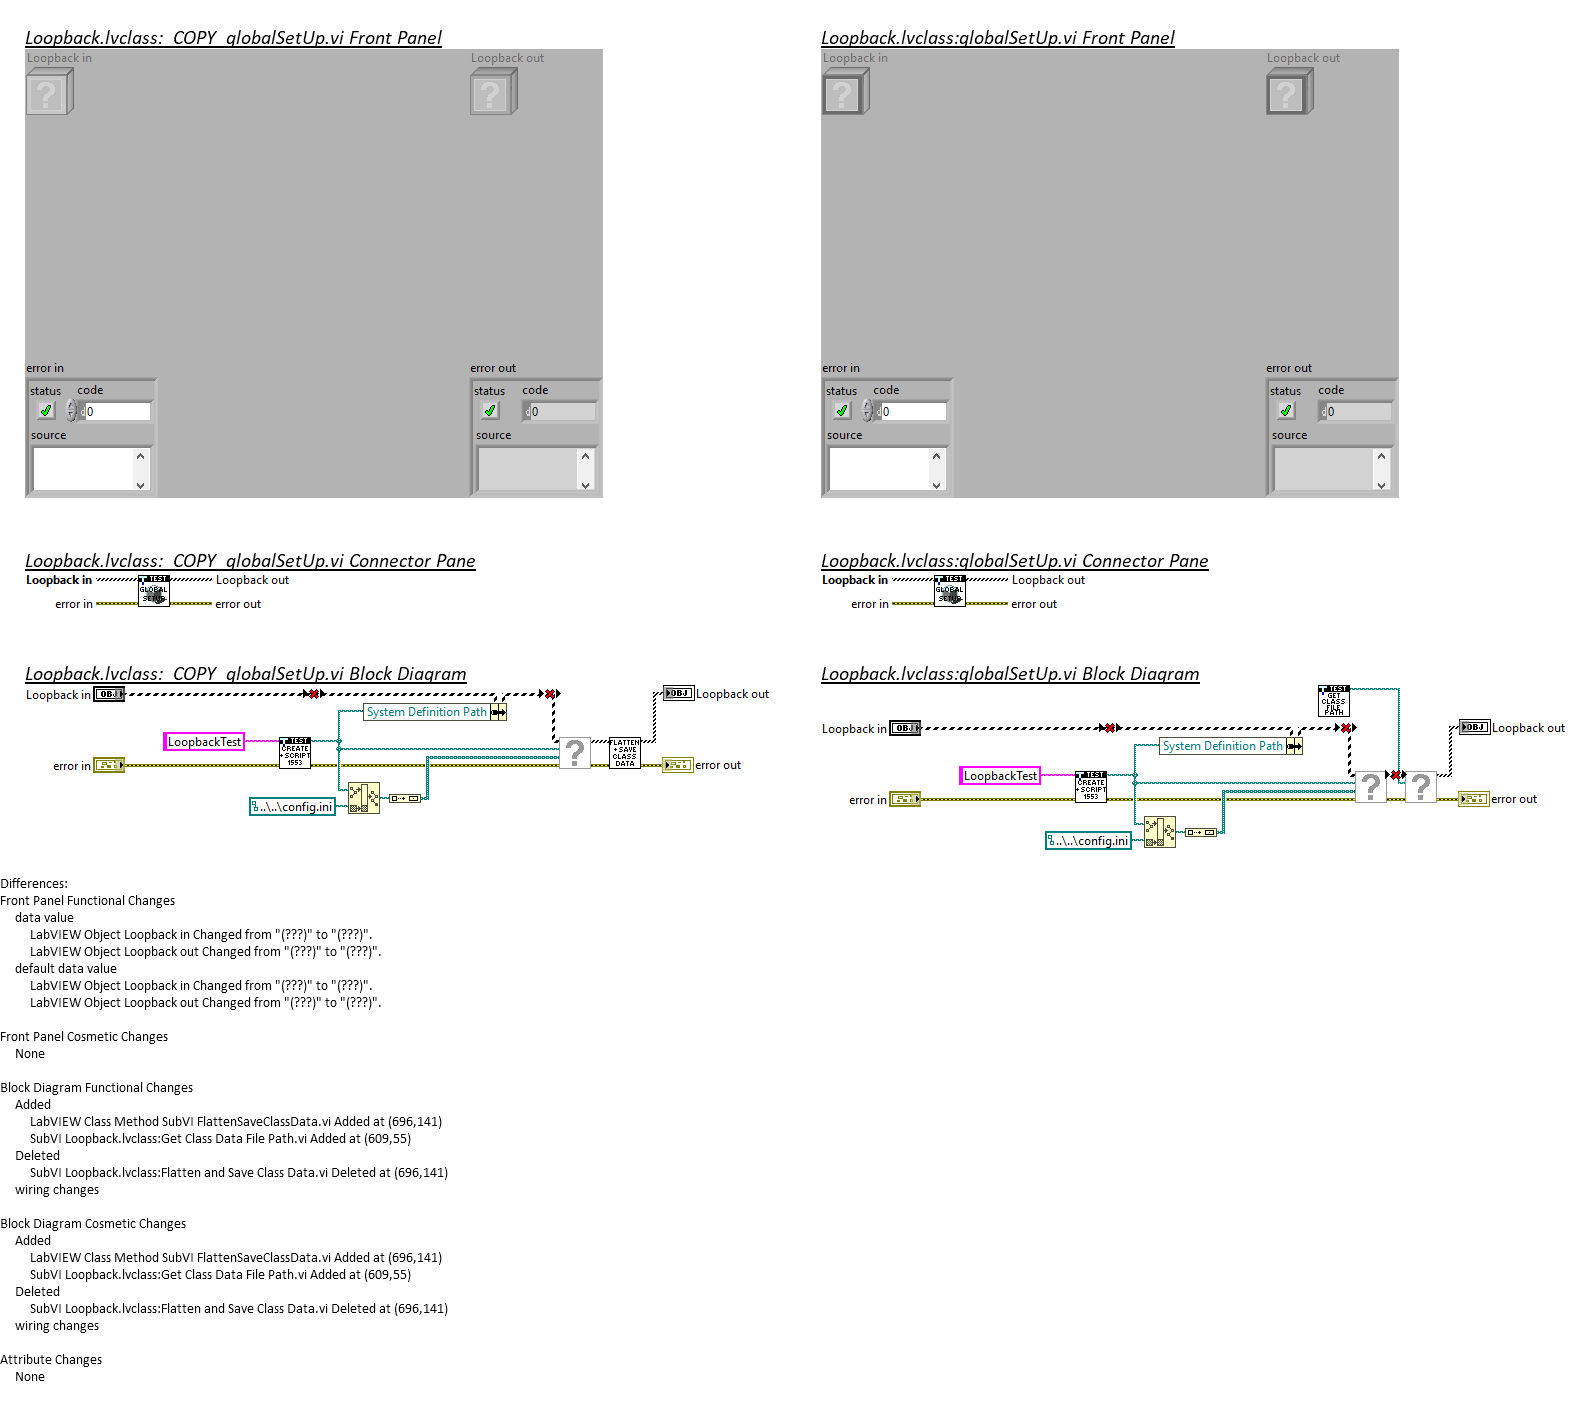 Loopback.lvclass:_COPY_globalSetUp.vi Front Panel
Loopback in
Loopback out
?
?
error in
error out
status
code
status
code
d0
d0
source
source
Loopback.lvclass:globalSetUp.vi Front Panel
Loopback in
Loopback out
?
?
error in
error out
status
code
status
code
d0
d0
source
source
Loopback.lvclass:_COPY_globalSetUp.vi Connector Pane
Loopback in
TEST
GLOBAL
SETUP
Loopback out
error in
error out
Loopback.lvclass:globalSetUp.vi Connector Pane
Loopback in
TEST
GLOBAL
SETUP
Loopback out
error in
error out
Loopback.lvclass:_COPY_globalSetUp.vi Block Diagram
Loopback in
OBJ
OBJ
Loopback out
System Definition Path
LoopbackTest
TEST
CREATE
+ SCRIPT
1553
?
FLATTEN
+ SAVE
CLASS
DATA
error in
error out
..\..\config.ini
Loopback.lvclass:globalSetUp.vi Block Diagram
TEST
GET
CLASS
FILE
PATH
Loopback in
OBJ
OBJ
Loopback out
System Definition Path
LoopbackTest
TEST
CREATE
+ SCRIPT
1553
?
?
error in
error out
..\..\config.ini
Differences:
Front Panel Functional Changes
data value
LabVIEW Object Loopback in Changed from "(???)" to "(???)".
LabVIEW Object Loopback out Changed from "(???)" to "(???)".
default data value
LabVIEW Object Loopback in Changed from "(???)" to "(???)".
LabVIEW Object Loopback out Changed from "(???)" to "(???)".
Front Panel Cosmetic Changes
None
Block Diagram Functional Changes
Added
LabVIEW Class Method SubVI FlattenSaveClassData.vi Added at (696,141)
SubVI Loopback.lvclass:Get Class Data File Path.vi Added at (609,55)
Deleted
SubVI Loopback.lvclass:Flatten and Save Class Data.vi Deleted at (696,141)
wiring changes
Block Diagram Cosmetic Changes
Added
LabVIEW Class Method SubVI FlattenSaveClassData.vi Added at (696,141)
SubVI Loopback.lvclass:Get Class Data File Path.vi Added at (609,55)
Deleted
SubVI Loopback.lvclass:Flatten and Save Class Data.vi Deleted at (696,141)
wiring changes
Attribute Changes
None